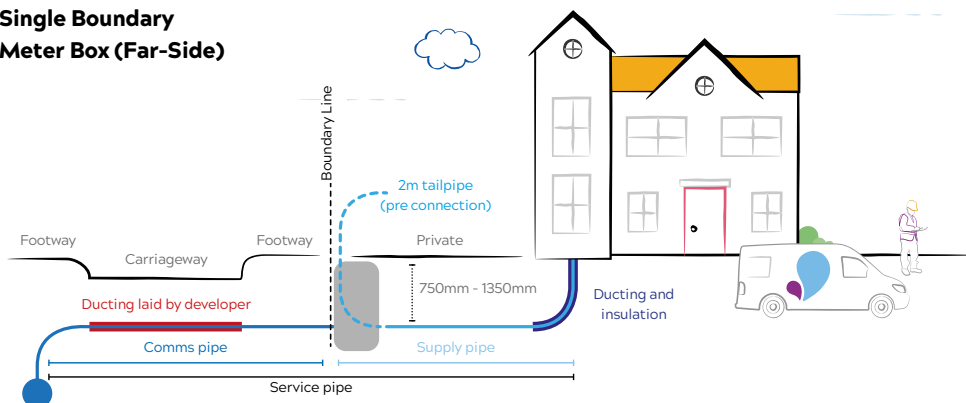 Single Boundary
Meter Box (Far-Side)
Boundary Line
2m tailpipe
(pre connection)
Footway
Carriageway
Footway
Private
750mm - 1350mm
Ducting laid by developer
Ducting and
insulation
Comms pipe
Supply pipe
Service pipe